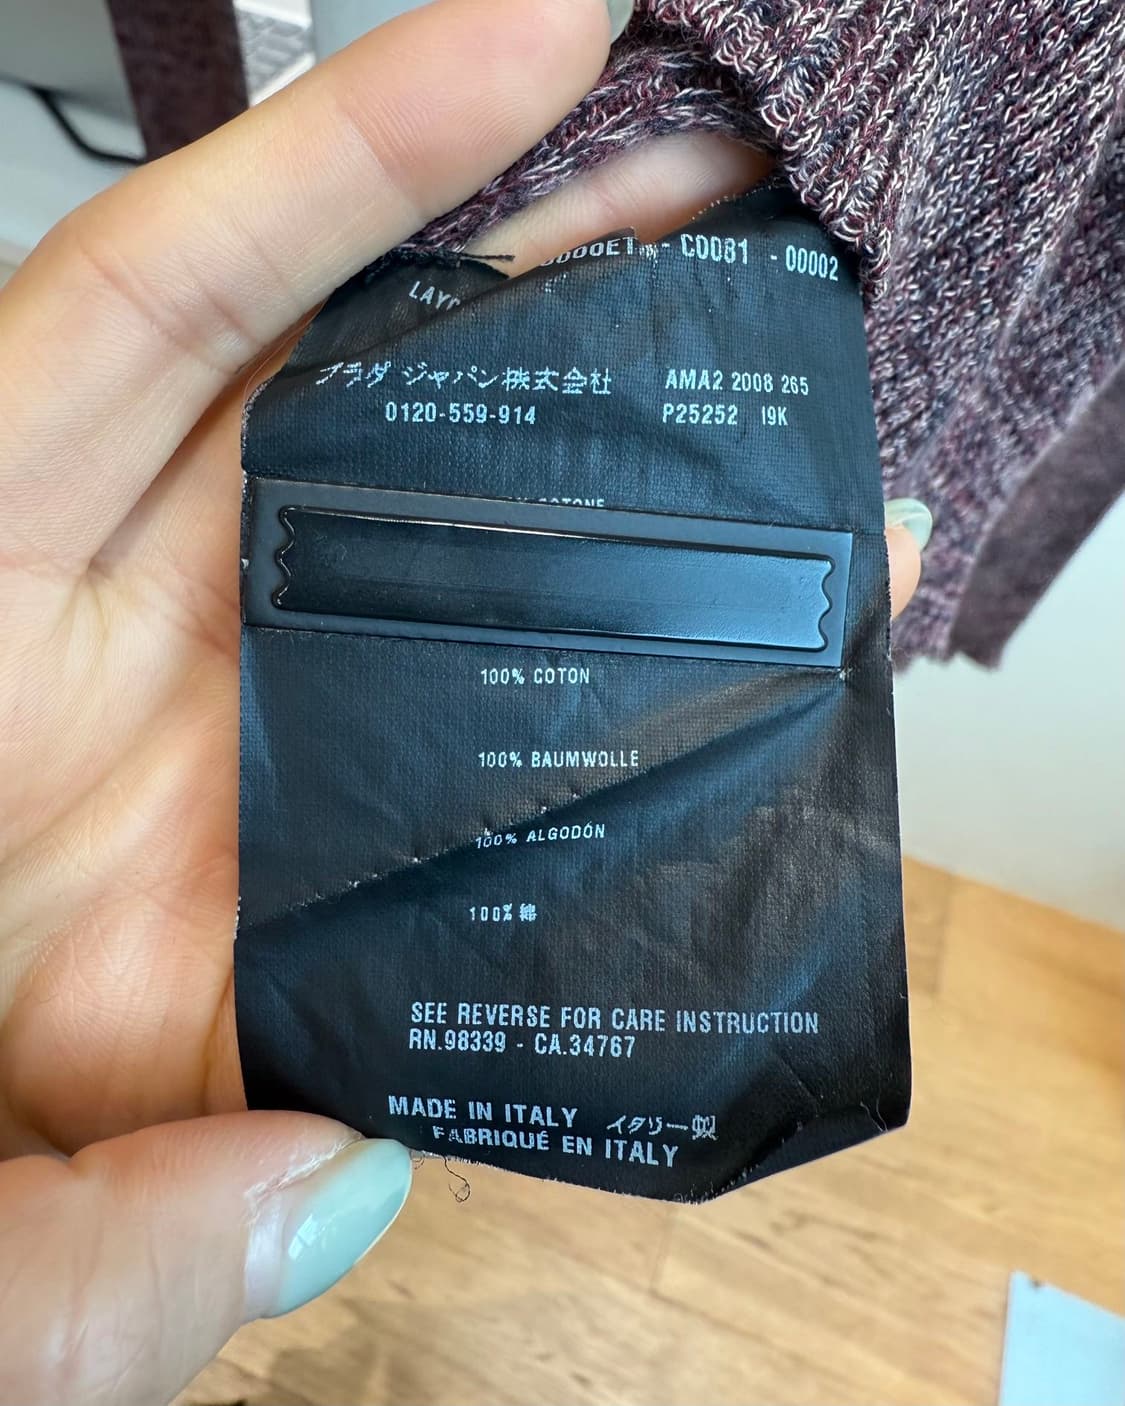 - C0081 - 00002
プラダ ジャパン株式会社
0120-559-914
AMA2 2008 265
P25252 19K
COTONE
100% COTON
100% BAUMWOLLE
100% ALGODÓN
100% 綿
SEE REVERSE FOR CARE INSTRUCTION
RN.98339 - CA.34767
MADE IN ITALY イタリー製
FABRIQUÉ EN ITALY